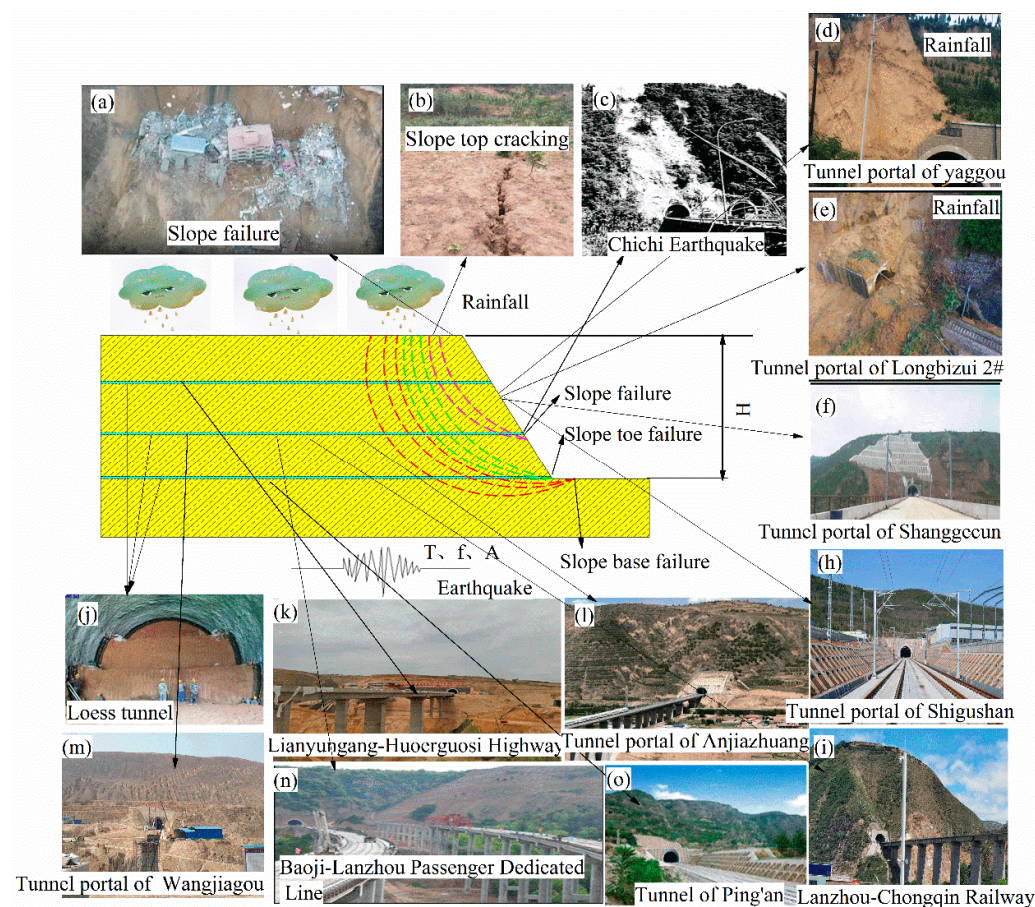 (a)
Slope failure
(b)
Slope top cracking
(c)
Chichi Earthquake
(d)
Rainfall
Tunnel portal of yaggou
(e)
Rainfall
Tunnel portal of Longbizui 2#
Rainfall
H
Slope failure
Slope toe failure
(f)
Tunnel portal of Shanggecun
Slope base failure
T、f、A
Earthquake
(h)
Tunnel portal of Shigushan
(j)
Loess tunnel
(k)
Lianyungang-Huoerguosi Highway
(l)
Tunnel portal of Anjiazhuang
(i)
Lanzhou-Chongqin Railway
(m)
Tunnel portal of Wangjiagou
(n)
Baoji-Lanzhou Passenger Dedicated
Line
(o)
Tunnel of Ping'an